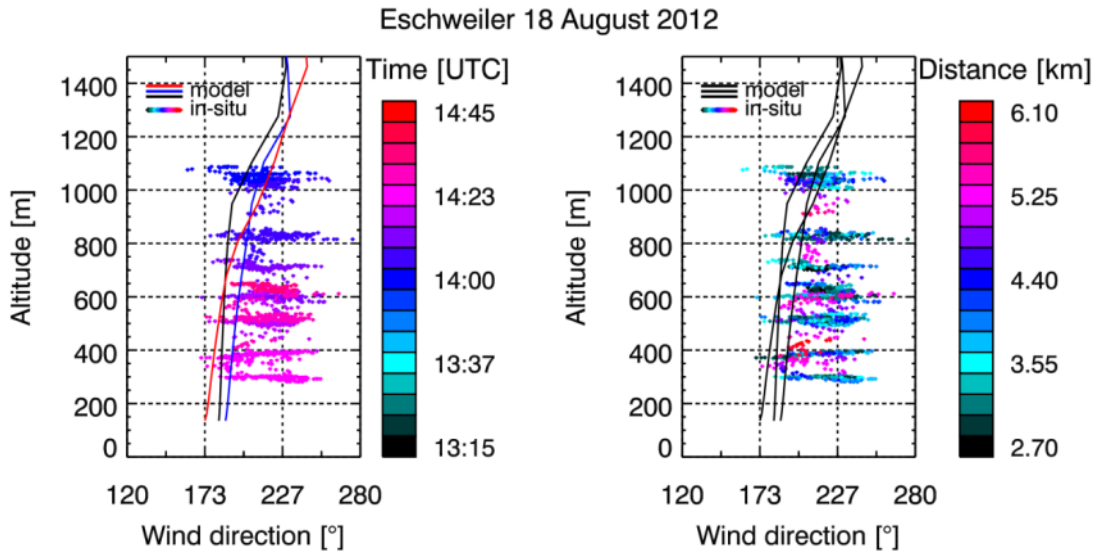 Eschweiler 18 August 2012
Time [UTC]
Distance [km]
model
in-situ
model
in-situ
Altitude [m]
1400
1200
1000
800
600
400
200
0
120 173 227 280
Wind direction [°]
14:45
14:23
14:00
13:37
13:15
Altitude [m]
1400
1200
1000
800
600
400
200
0
120 173 227 280
Wind direction [°]
6.10
5.25
4.40
3.55
2.70